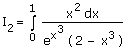 I₂ = ∫₀¹ x² dx / e^(x³) (2 − x³)